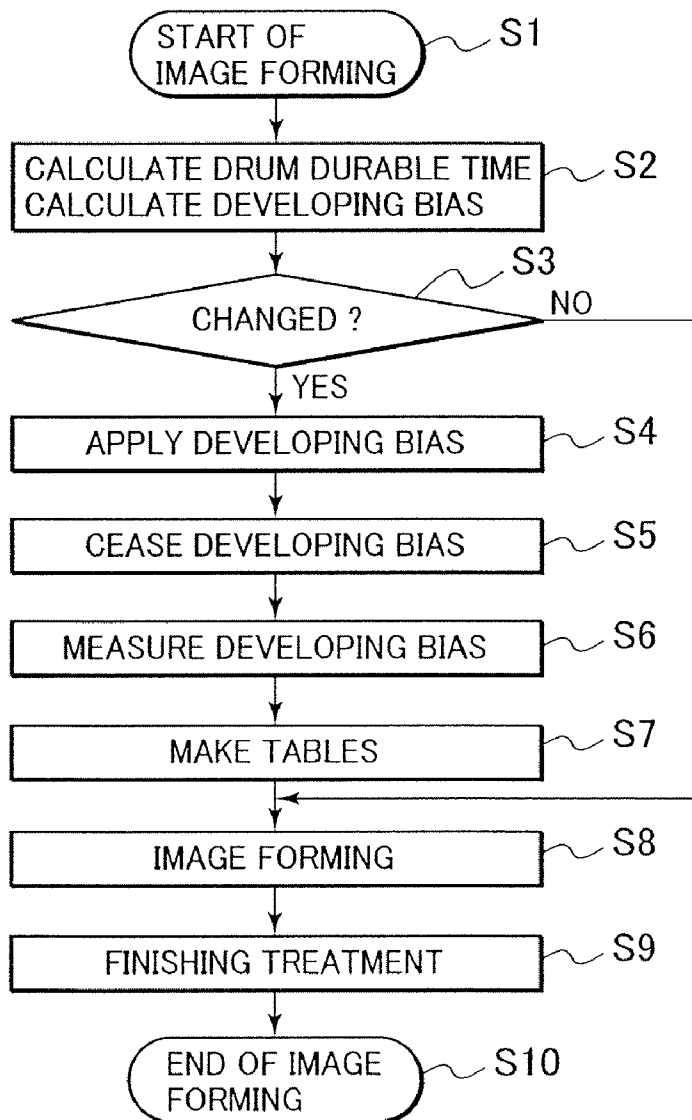 START OF
IMAGE FORMING
S1
CALCULATE DRUM DURABLE TIME
CALCULATE DEVELOPING BIAS
S2
S3
CHANGED ?
NO
YES
APPLY DEVELOPING BIAS
S4
CEASE DEVELOPING BIAS
S5
MEASURE DEVELOPING BIAS
S6
MAKE TABLES
S7
IMAGE FORMING
S8
FINISHING TREATMENT
S9
END OF IMAGE
FORMING
S10